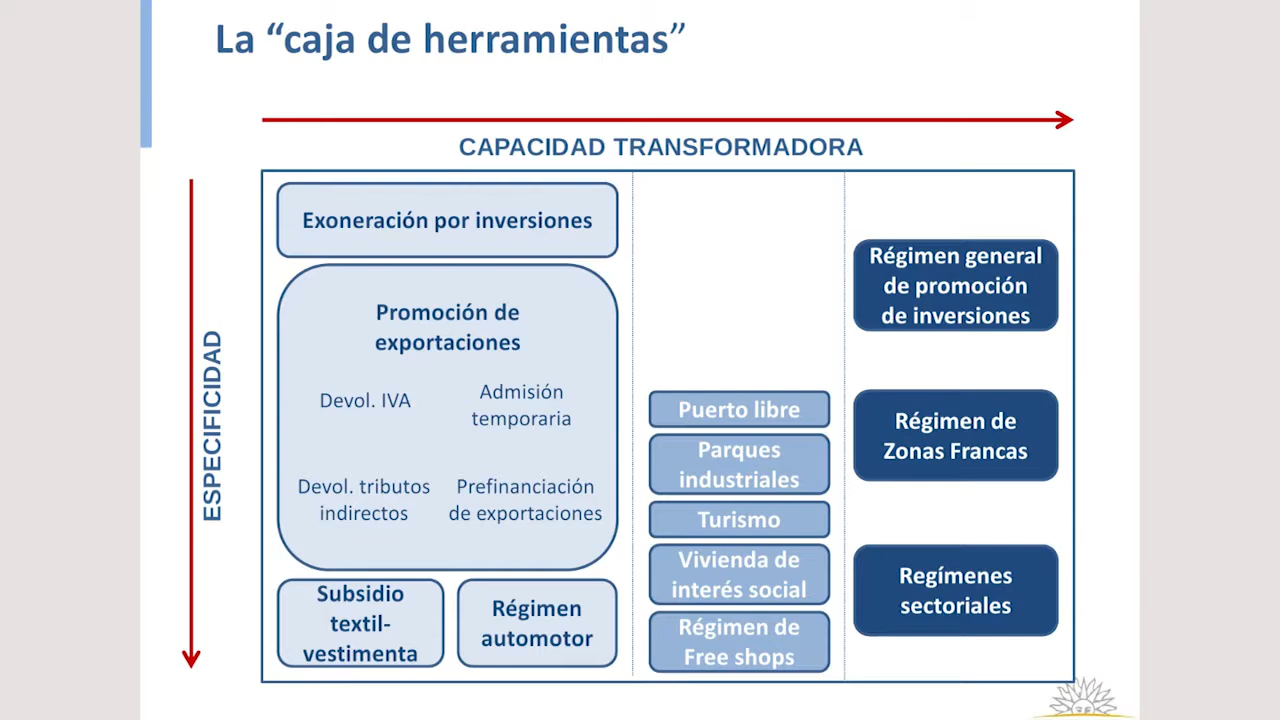 La “caja de herramientas”
CAPACIDAD TRANSFORMADORA
ESPECIFICIDAD
Exoneración por inversiones
Promoción de
exportaciones
Devol. IVA
Admisión
temporaria
Devol. tributos
indirectos
Prefinanciación
de exportaciones
Subsidio
textil-
vestimenta
Régimen
automotor
Puerto libre
Parques
industriales
Turismo
Vivienda de
interés social
Régimen de
Free shops
Régimen general
de promoción
de inversiones
Régimen de
Zonas Francas
Regímenes
sectoriales